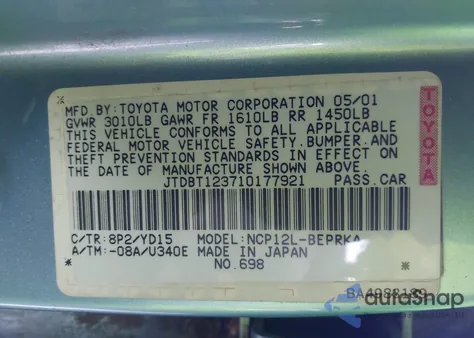 MFD.BY:TOYOTA MOTOR CORPORATION 05/01
GVWR 3010LB GAWR FR 1610LB RR 1450LB
THIS VEHICLE CONFORMS TO ALL APPLICABLE
FEDERAL MOTOR VEHICLE SAFETY,BUMPER,AND
THEFT PREVENTION STANDARDS IN EFFECT ON
THE DATE OF MANUFACTURE SHOWN ABOVE.
JTDBT123710177921 PASS.CAR
C/TR:8P2/YD15 MODEL:NCP12L-BEPRKA
A/TM:-08A/U340E MADE IN JAPAN
NO.698
TOYOTA
autoShap